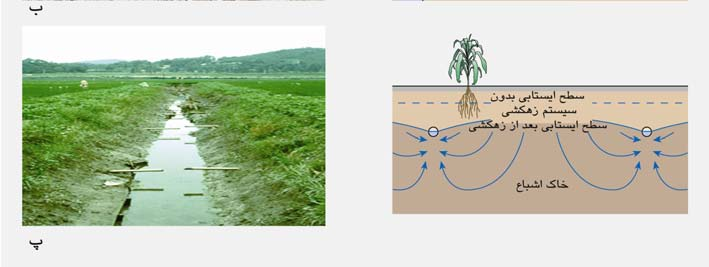 ب
سطح ایستابی بدون
سیستم زهکشی
سطح ایستابی بعد از زهکشی
خاک اشباع
پ